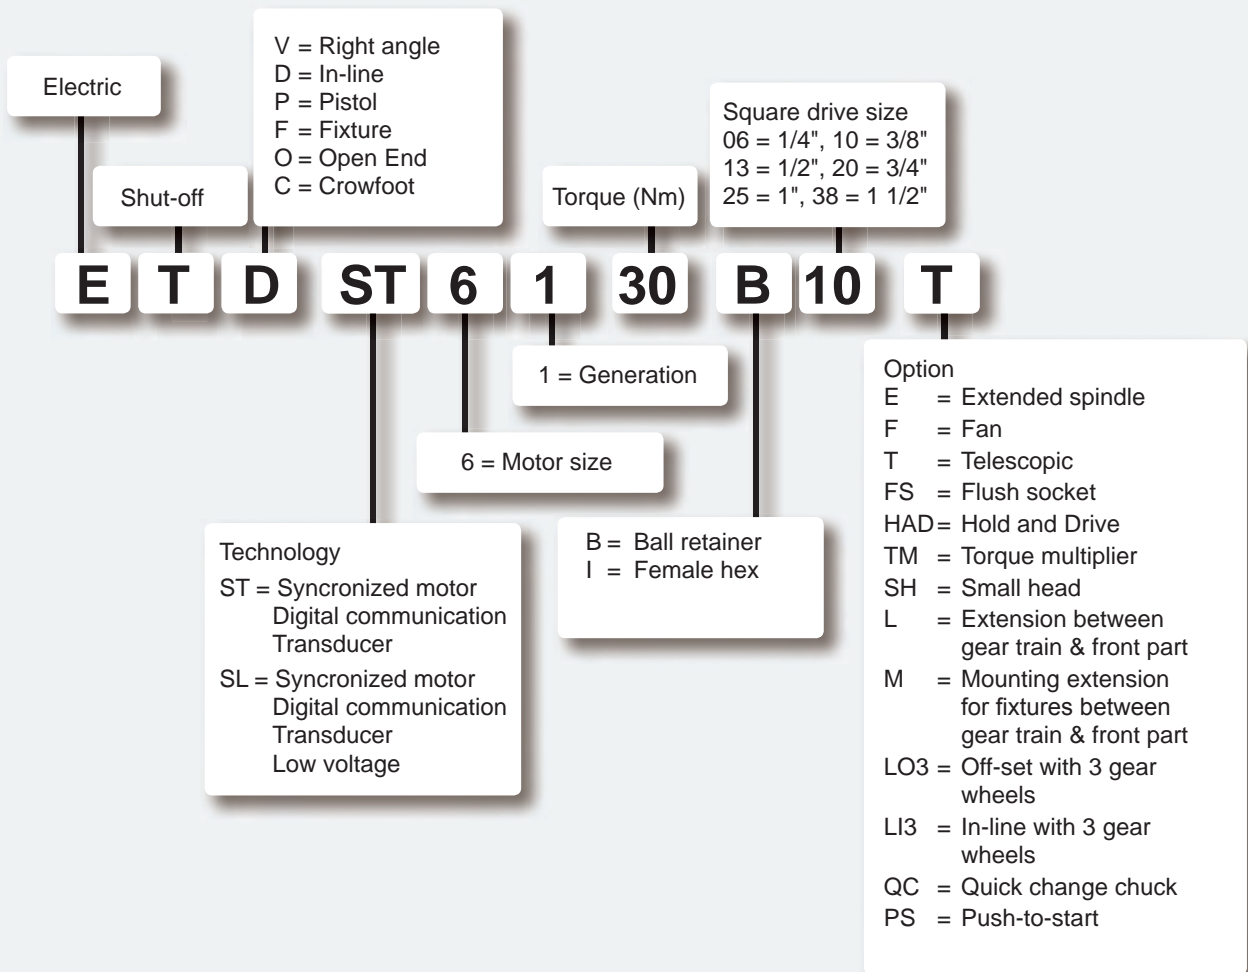 Electric
Shut-off
V = Right angle
D = In-line
P = Pistol
F = Fixture
O = Open End
C = Crowfoot
Torque (Nm)
Square drive size
06 = 1/4", 10 = 3/8"
13 = 1/2", 20 = 3/4"
25 = 1", 38 = 1 1/2"
E T D ST 6 1 30 B 10 T
1 = Generation
6 = Motor size
Technology
ST = Syncronized motor
Digital communication
Transducer
SL = Syncronized motor
Digital communication
Transducer
Low voltage
B = Ball retainer
I = Female hex
Option
E = Extended spindle
F = Fan
T = Telescopic
FS = Flush socket
HAD = Hold and Drive
TM = Torque multiplier
SH = Small head
L = Extension between
gear train & front part
M = Mounting extension
for fixtures between
gear train & front part
LO3 = Off-set with 3 gear
wheels
LI3 = In-line with 3 gear
wheels
QC = Quick change chuck
PS = Push-to-start